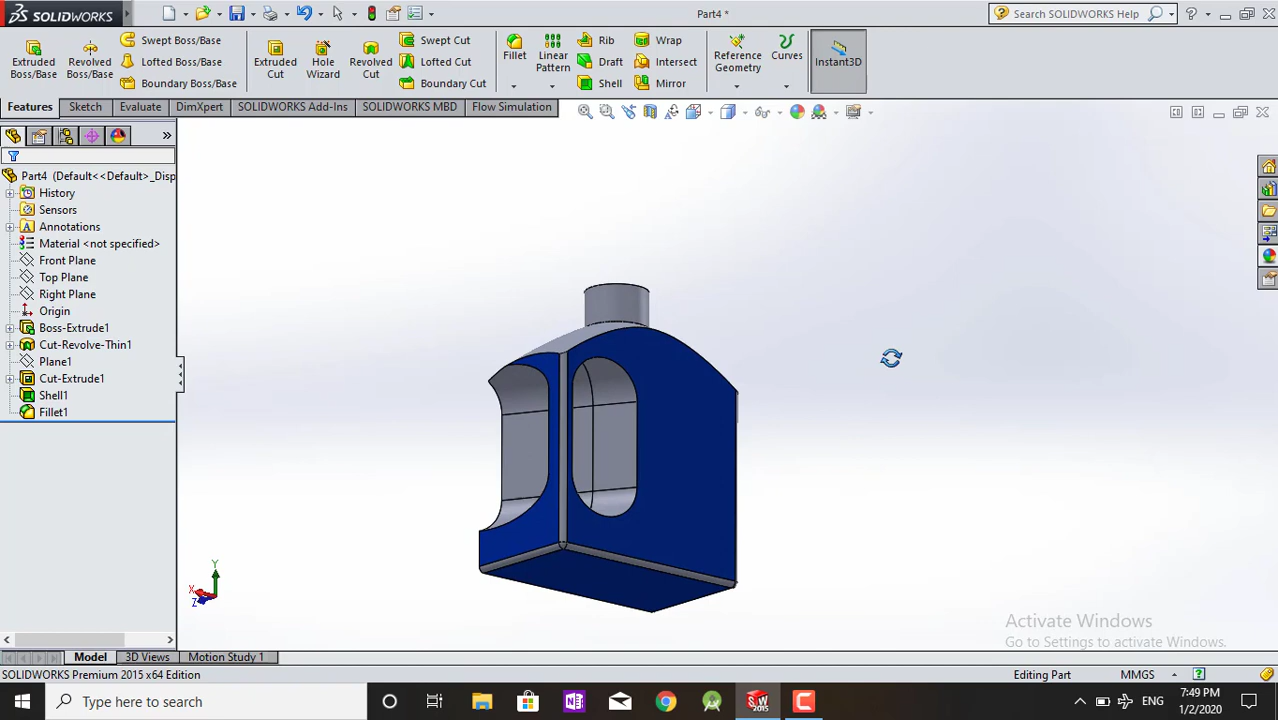 SOLIDWORKS
Part4 *
Search SOLIDWORKS Help
Extruded Boss/Base
Revolved Boss/Base
Swept Boss/Base
Lofted Boss/Base
Boundary Boss/Base
Extruded Cut
Hole Wizard
Revolved Cut
Swept Cut
Lofted Cut
Boundary Cut
Fillet
Linear Pattern
Rib
Draft
Shell
Wrap
Intersect
Mirror
Reference Geometry
Curves
Instant3D
Features Sketch Evaluate DimXpert SOLIDWORKS Add-Ins SOLIDWORKS MBD Flow Simulation
Part4 (Default<<Default>_Disp
History
Sensors
Annotations
Material <not specified>
Front Plane
Top Plane
Right Plane
Origin
Boss-Extrude1
Cut-Revolve-Thin1
Plane1
Cut-Extrude1
Shell1
Fillet1
Y
X
Z
Activate Windows
Go to Settings to activate Windows.
Model 3D Views Motion Study 1
SOLIDWORKS Premium 2015 x64 Edition
Editing Part
MMGS
Type here to search
ENG
7:49 PM
1/2/2020